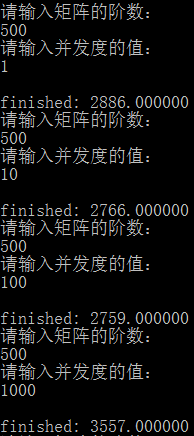 请输入矩阵的阶数：
500
请输入并发度的值：
1
finished: 2886.000000
请输入矩阵的阶数：
500
请输入并发度的值：
10
finished: 2766.000000
请输入矩阵的阶数：
500
请输入并发度的值：
100
finished: 2759.000000
请输入矩阵的阶数：
500
请输入并发度的值：
1000
finished: 3557.000000